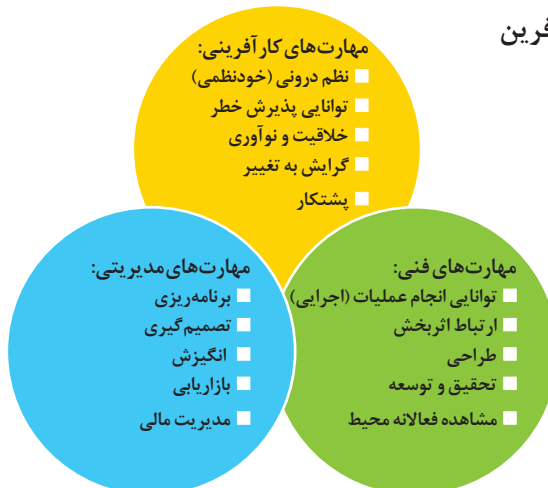 فرین
مهارت‌های کارآفرینی:
نظم درونی (خودنظمی)
توانایی پذیرش خطر
خلاقیت و نوآوری
گرایش به تغییر
پشتکار
مهارت‌های فنی:
توانایی انجام عملیات (اجرایی)
ارتباط اثربخش
طراحی
تحقیق و توسعه
مشاهده فعالانه محیط
مهارت‌های مدیریتی:
برنامه‌ریزی
تصمیم‌گیری
انگیزش
بازاریابی
مدیریت مالی